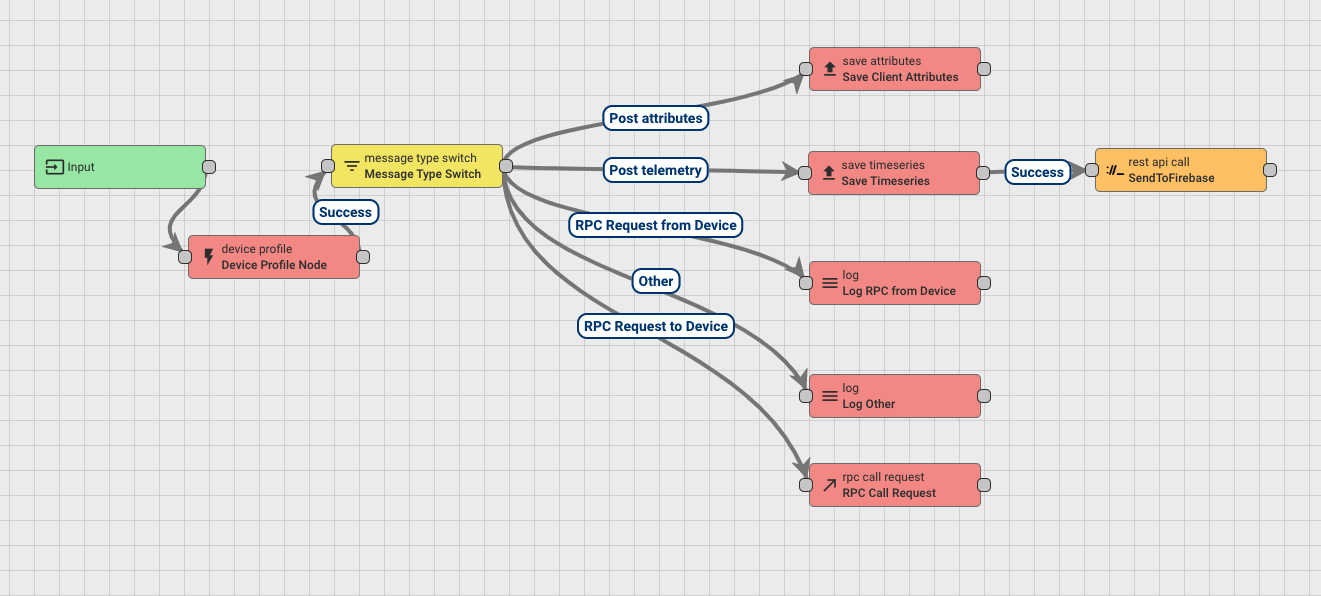 save attributes
Save Client Attributes
Post attributes
Input
message type switch
Message Type Switch
Post telemetry
save timeseries
Save Timeseries
Success
rest api call
SendToFirebase
Success
RPC Request from Device
device profile
Device Profile Node
log
Log RPC from Device
Other
RPC Request to Device
log
Log Other
rpc call request
RPC Call Request